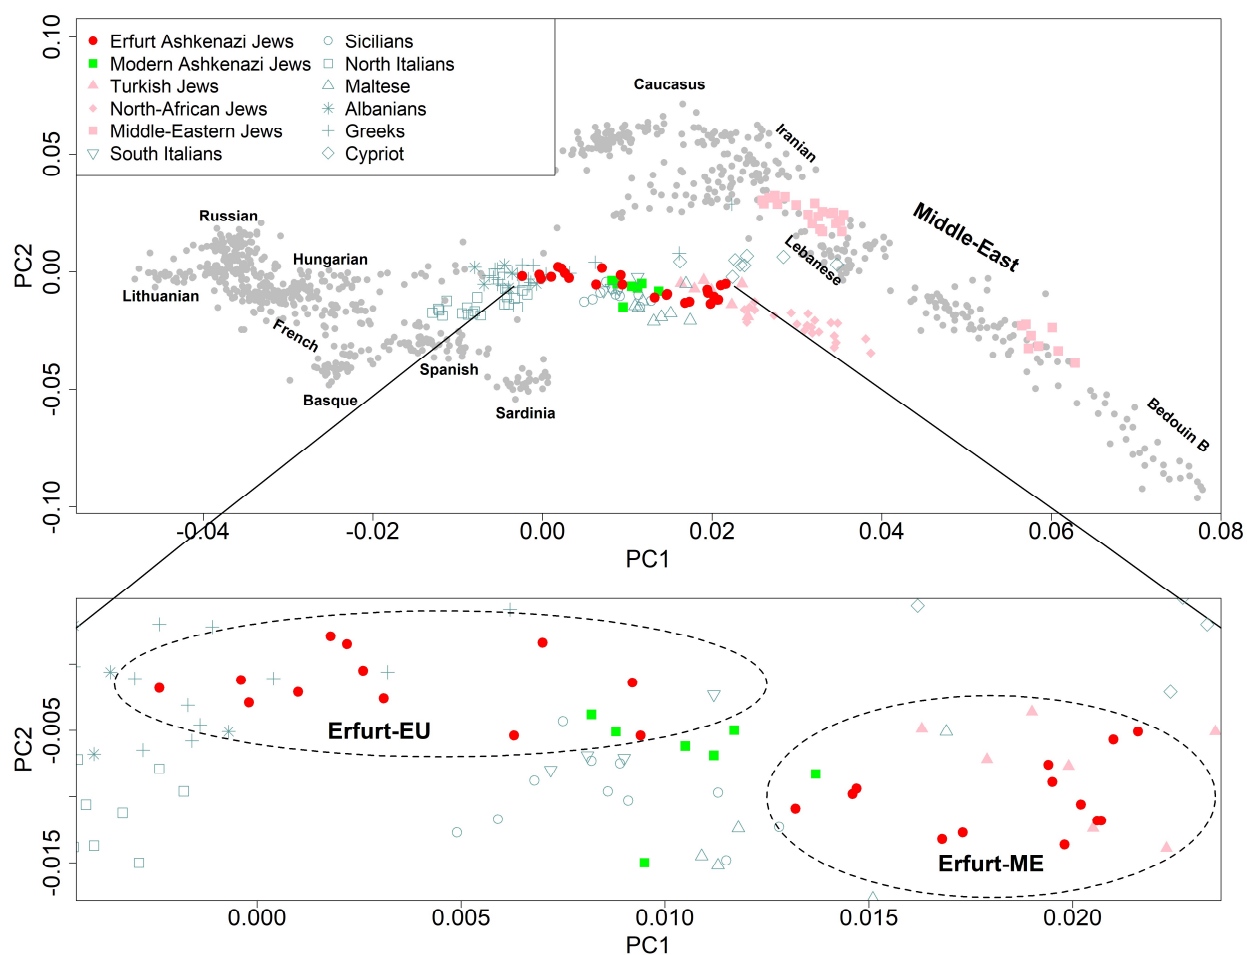 0.10
0.05
0.00
-0.05
-0.10
PC2
Erfurt Ashkenazi Jews
Modern Ashkenazi Jews
Turkish Jews
North-African Jews
Middle-Eastern Jews
South Italians
Sicilians
North Italians
Maltese
Albanians
Greeks
Cypriot
Caucasus
Iranian
Middle-East
Lebanese
Russian
Hungarian
Lithuanian
French
Basque
Spanish
Sardinia
Bedouin B
-0.04
-0.02
0.00
0.02
0.04
0.06
0.08
PC1
Erfurt-EU
Erfurt-ME
-0.005
-0.015
PC2
0.000
0.005
0.010
0.015
0.020
PC1